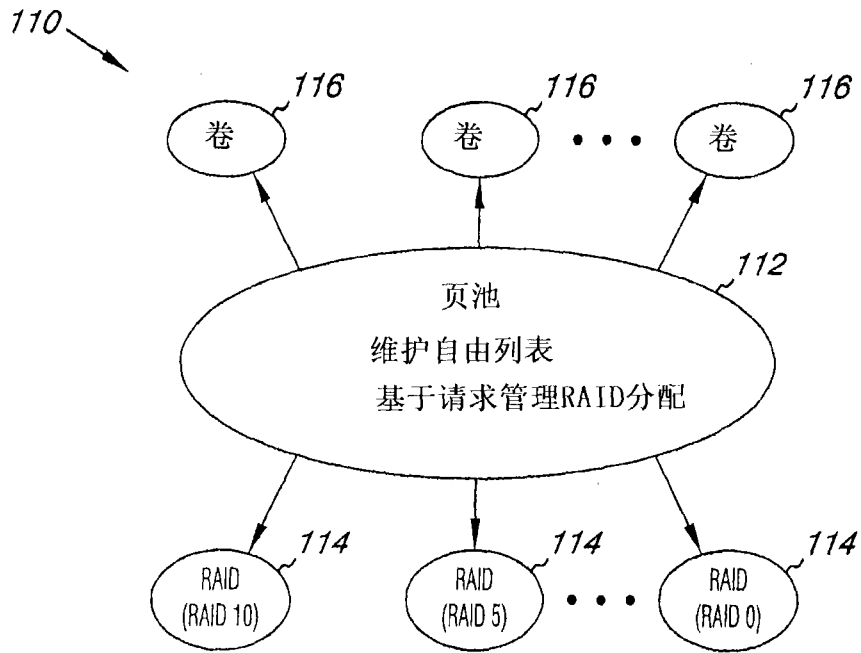 110
116 116 116
卷 卷 ••• 卷
112
页池
维护自由列表
基于请求管理RAID分配
114 114 114
RAID RAID RAID
(RAID 10) (RAID 5) ••• (RAID 0)